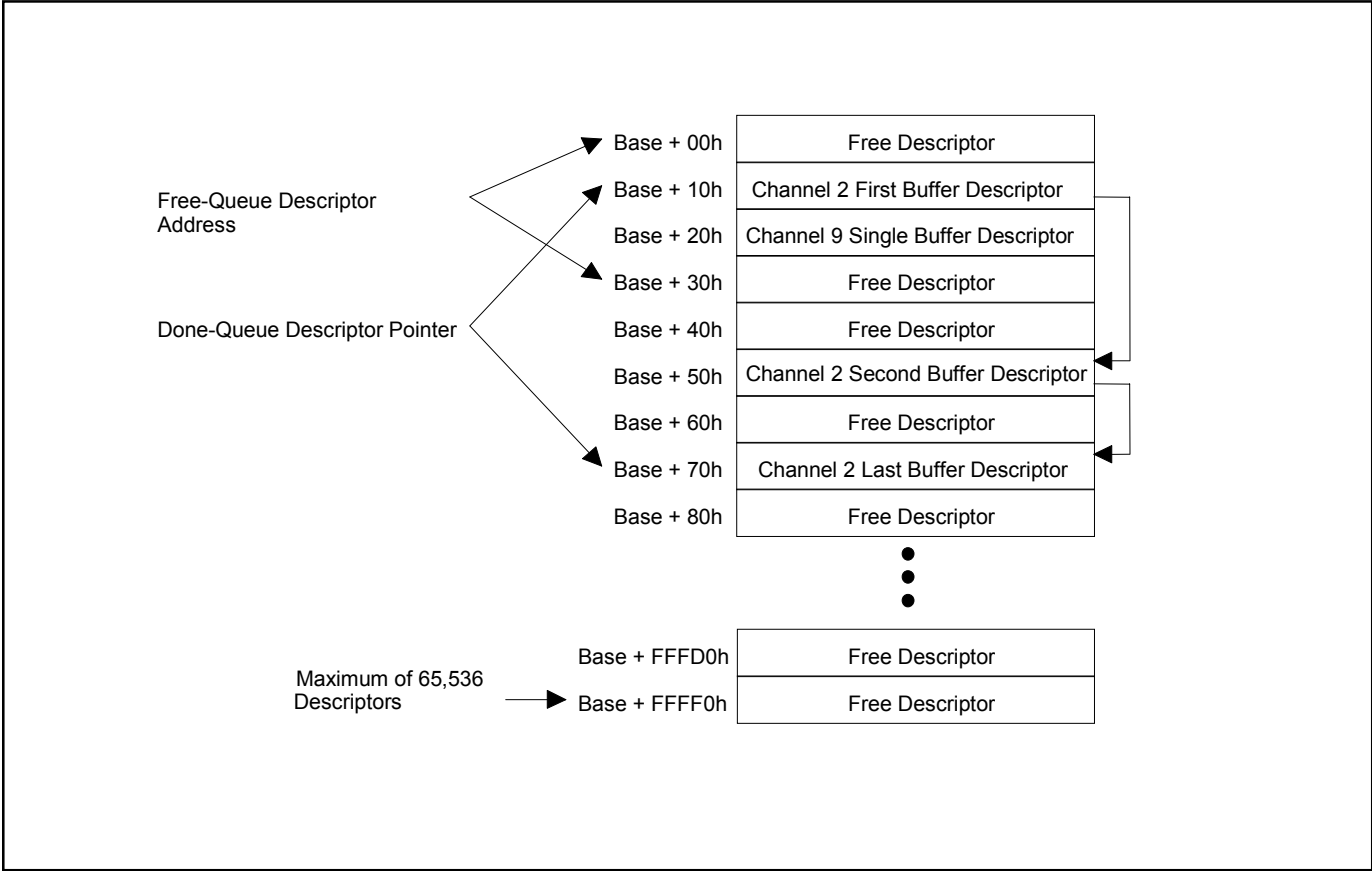 Base + 00h Free Descriptor
Free-Queue Descriptor
Address
Base + 10h Channel 2 First Buffer Descriptor
Base + 20h Channel 9 Single Buffer Descriptor
Base + 30h Free Descriptor
Done-Queue Descriptor Pointer
Base + 40h Free Descriptor
Base + 50h Channel 2 Second Buffer Descriptor
Base + 60h Free Descriptor
Base + 70h Channel 2 Last Buffer Descriptor
Base + 80h Free Descriptor
Base + FFFD0h Free Descriptor
Maximum of 65,536
Descriptors
Base + FFFF0h Free Descriptor